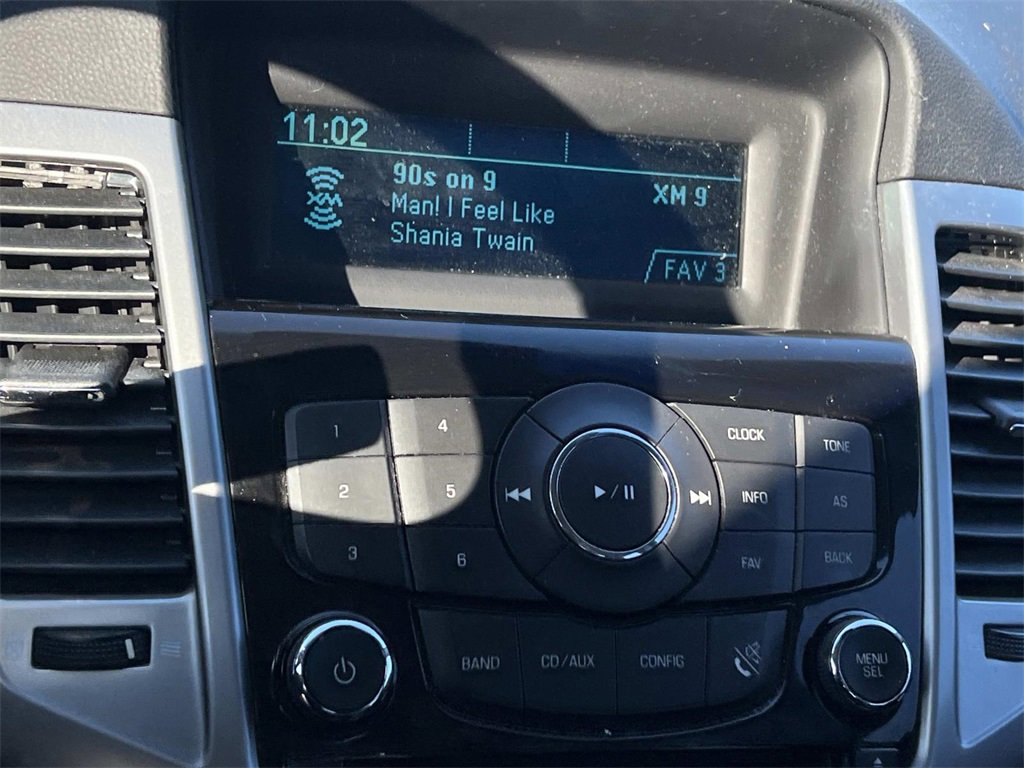 11:02
90s on 9
XM 9
XM
Man! I Feel Like
Shania Twain
FAV 3
1
4
CLOCK
TONE
2
5
INFO
AS
3
6
FAV
BACK
BAND
CD/AUX
CONFIG
MENU
SEL